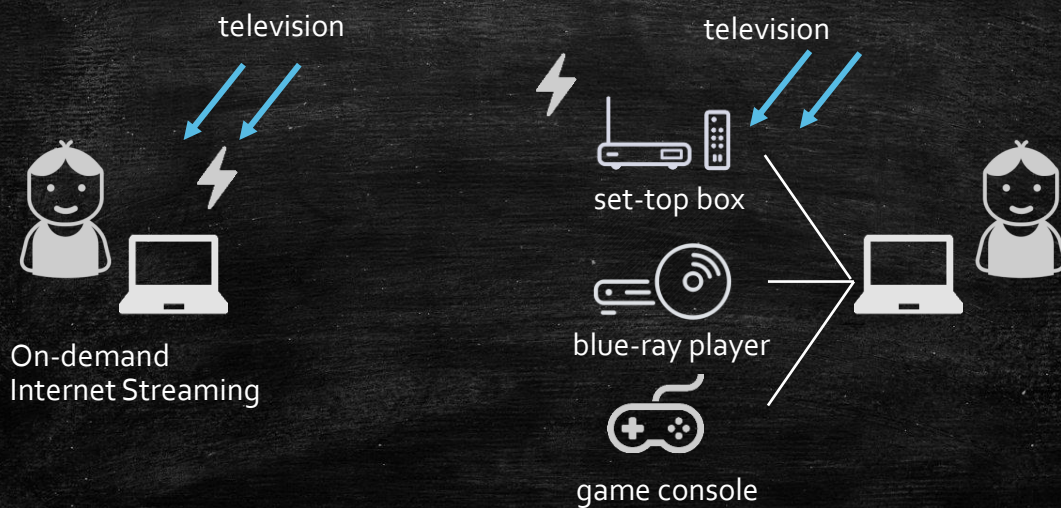 television
television
set-top box
blue-ray player
On-demand
Internet Streaming
game console